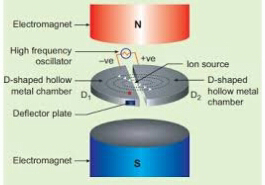 Electromagnet
N
High frequency
oscillator
–ve
+ve
Ion source
D-shaped hollow
metal chamber
D-shaped
hollow metal
chamber
D1
D2
Deflector plate
Electromagnet
S